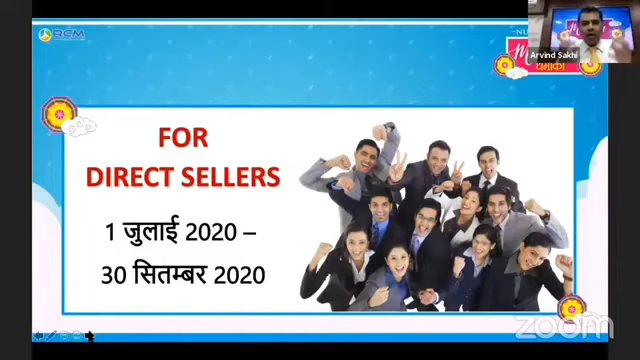 RCM
Arvind Sakhi
धमाका
FOR
DIRECT SELLERS
1 जुलाई 2020 –
30 सितम्बर 2020
zoom